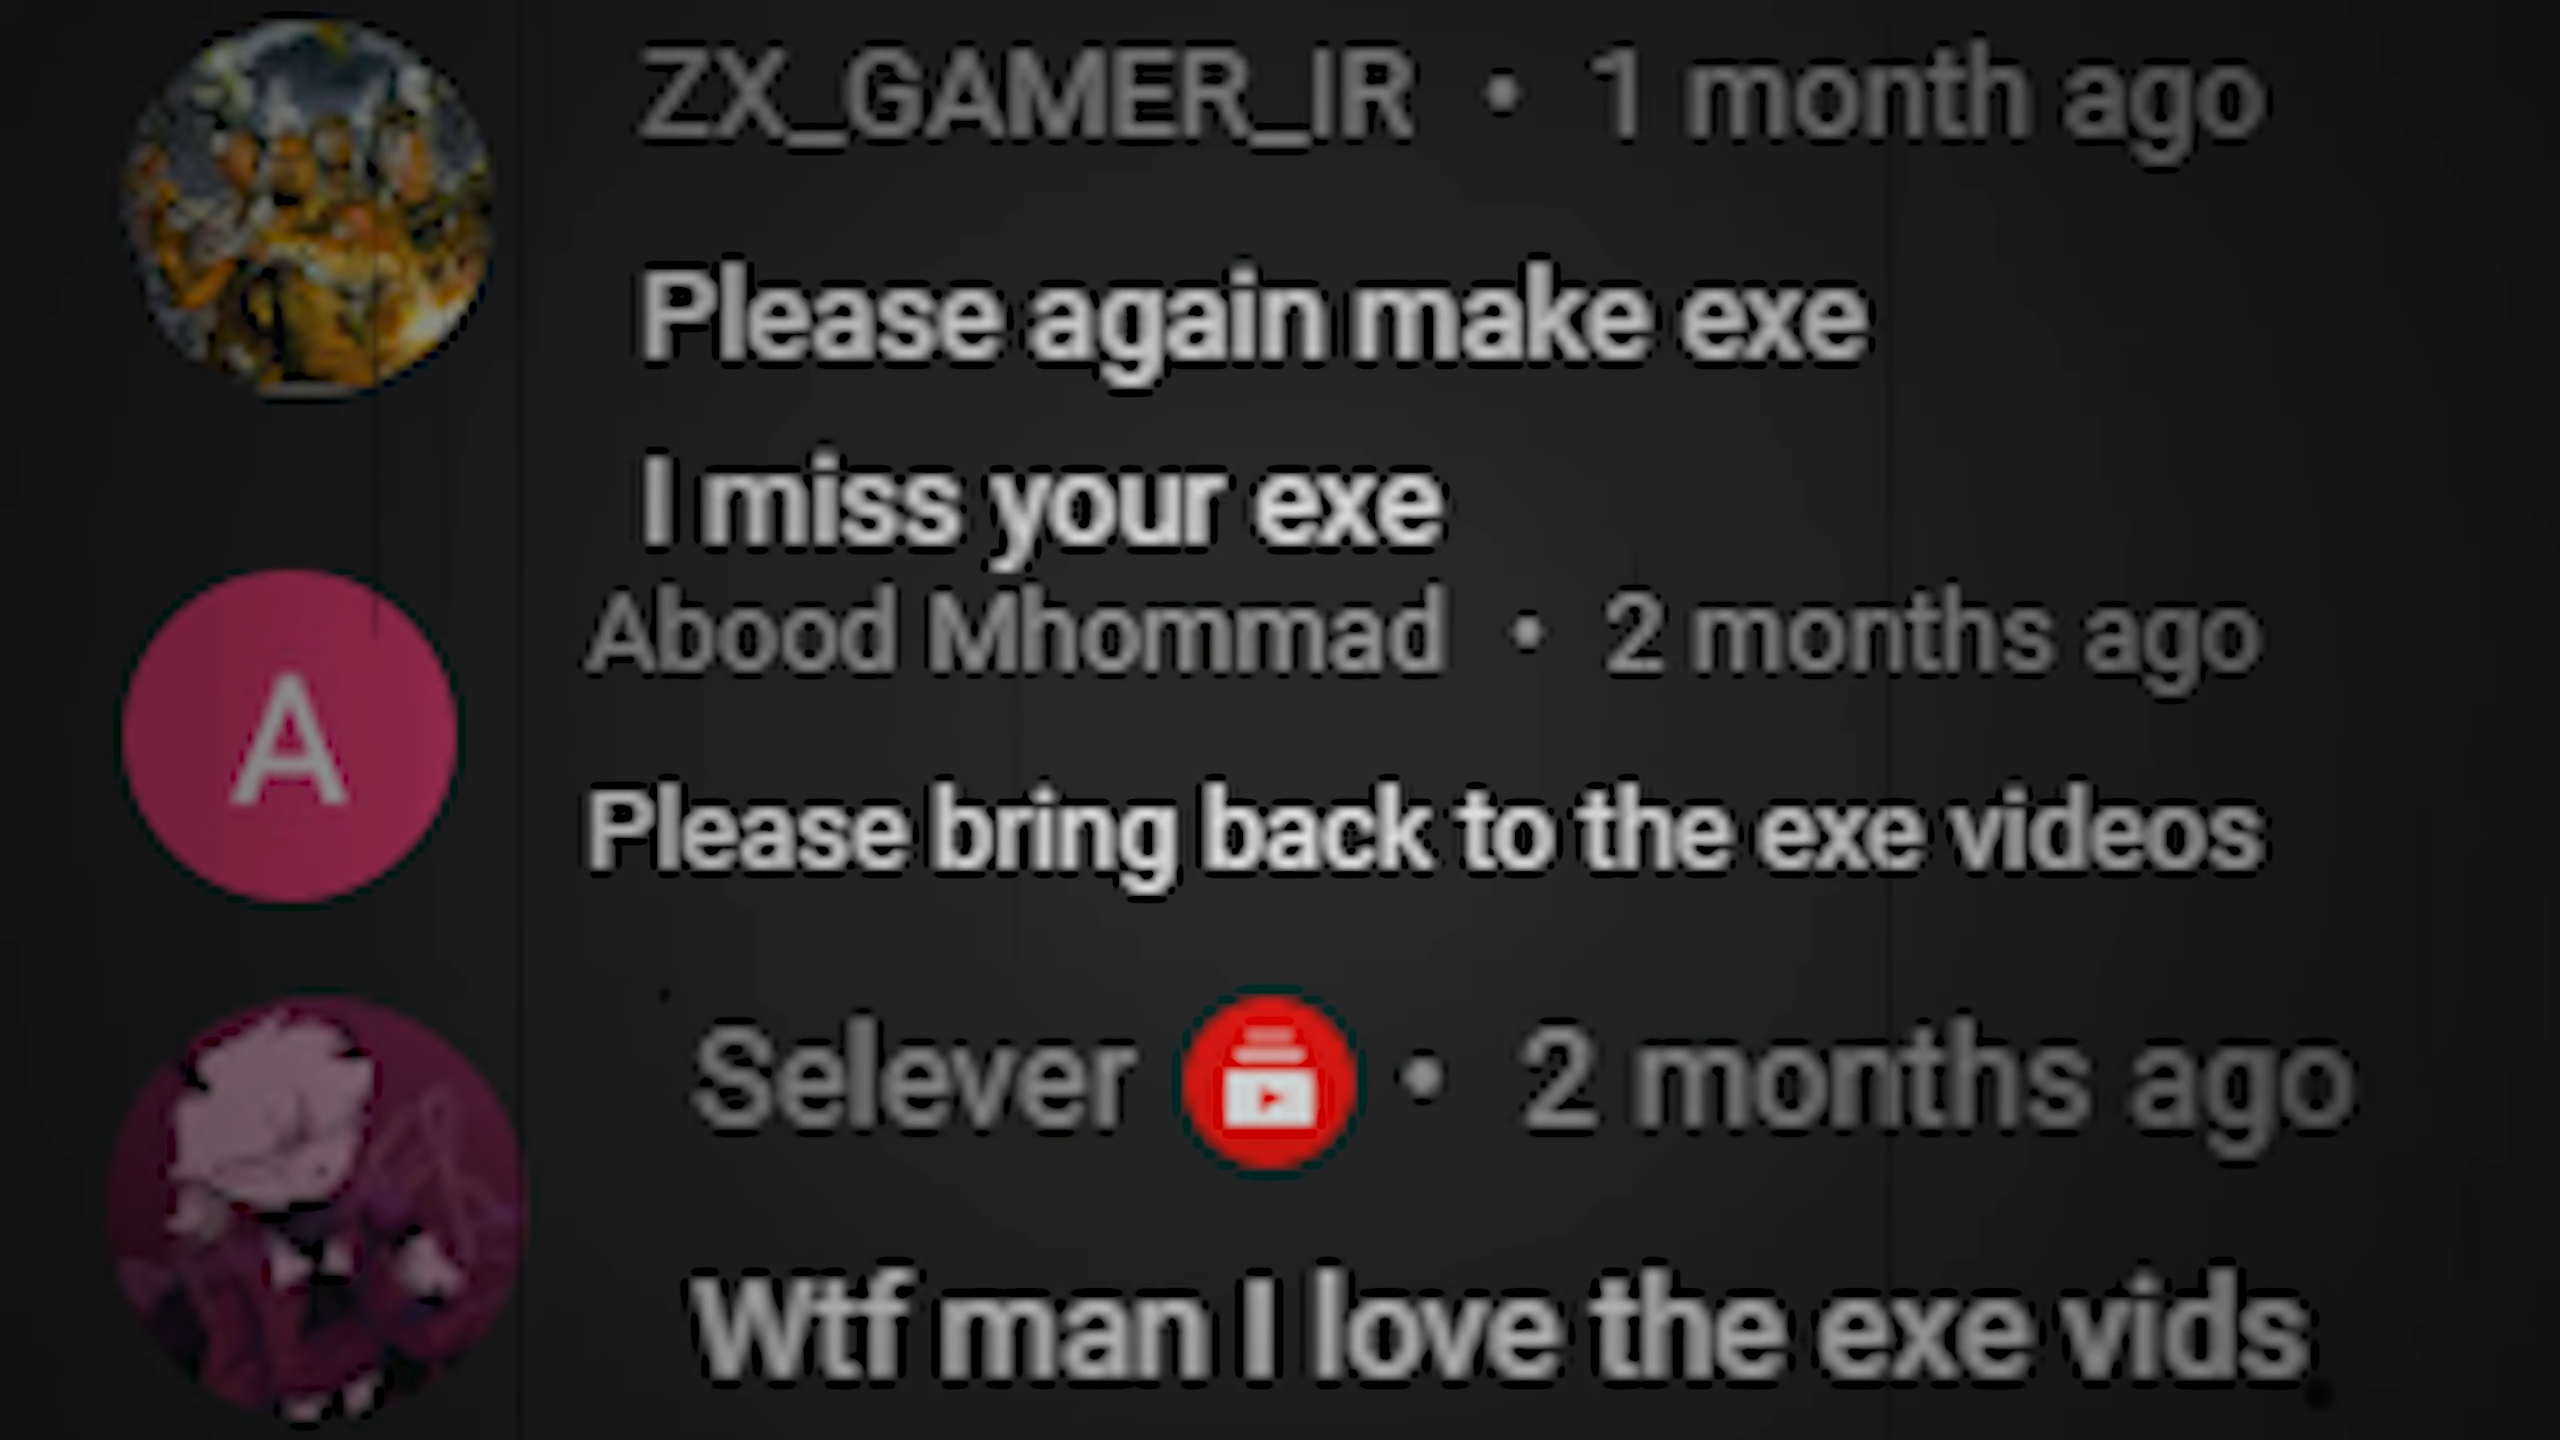 ZX_GAMER_IR • 1 month ago
Please again make exe
I miss your exe
A
Abood Mhommad • 2 months ago
Please bring back to the exe videos
Selever • 2 months ago
Wtf man I love the exe vids